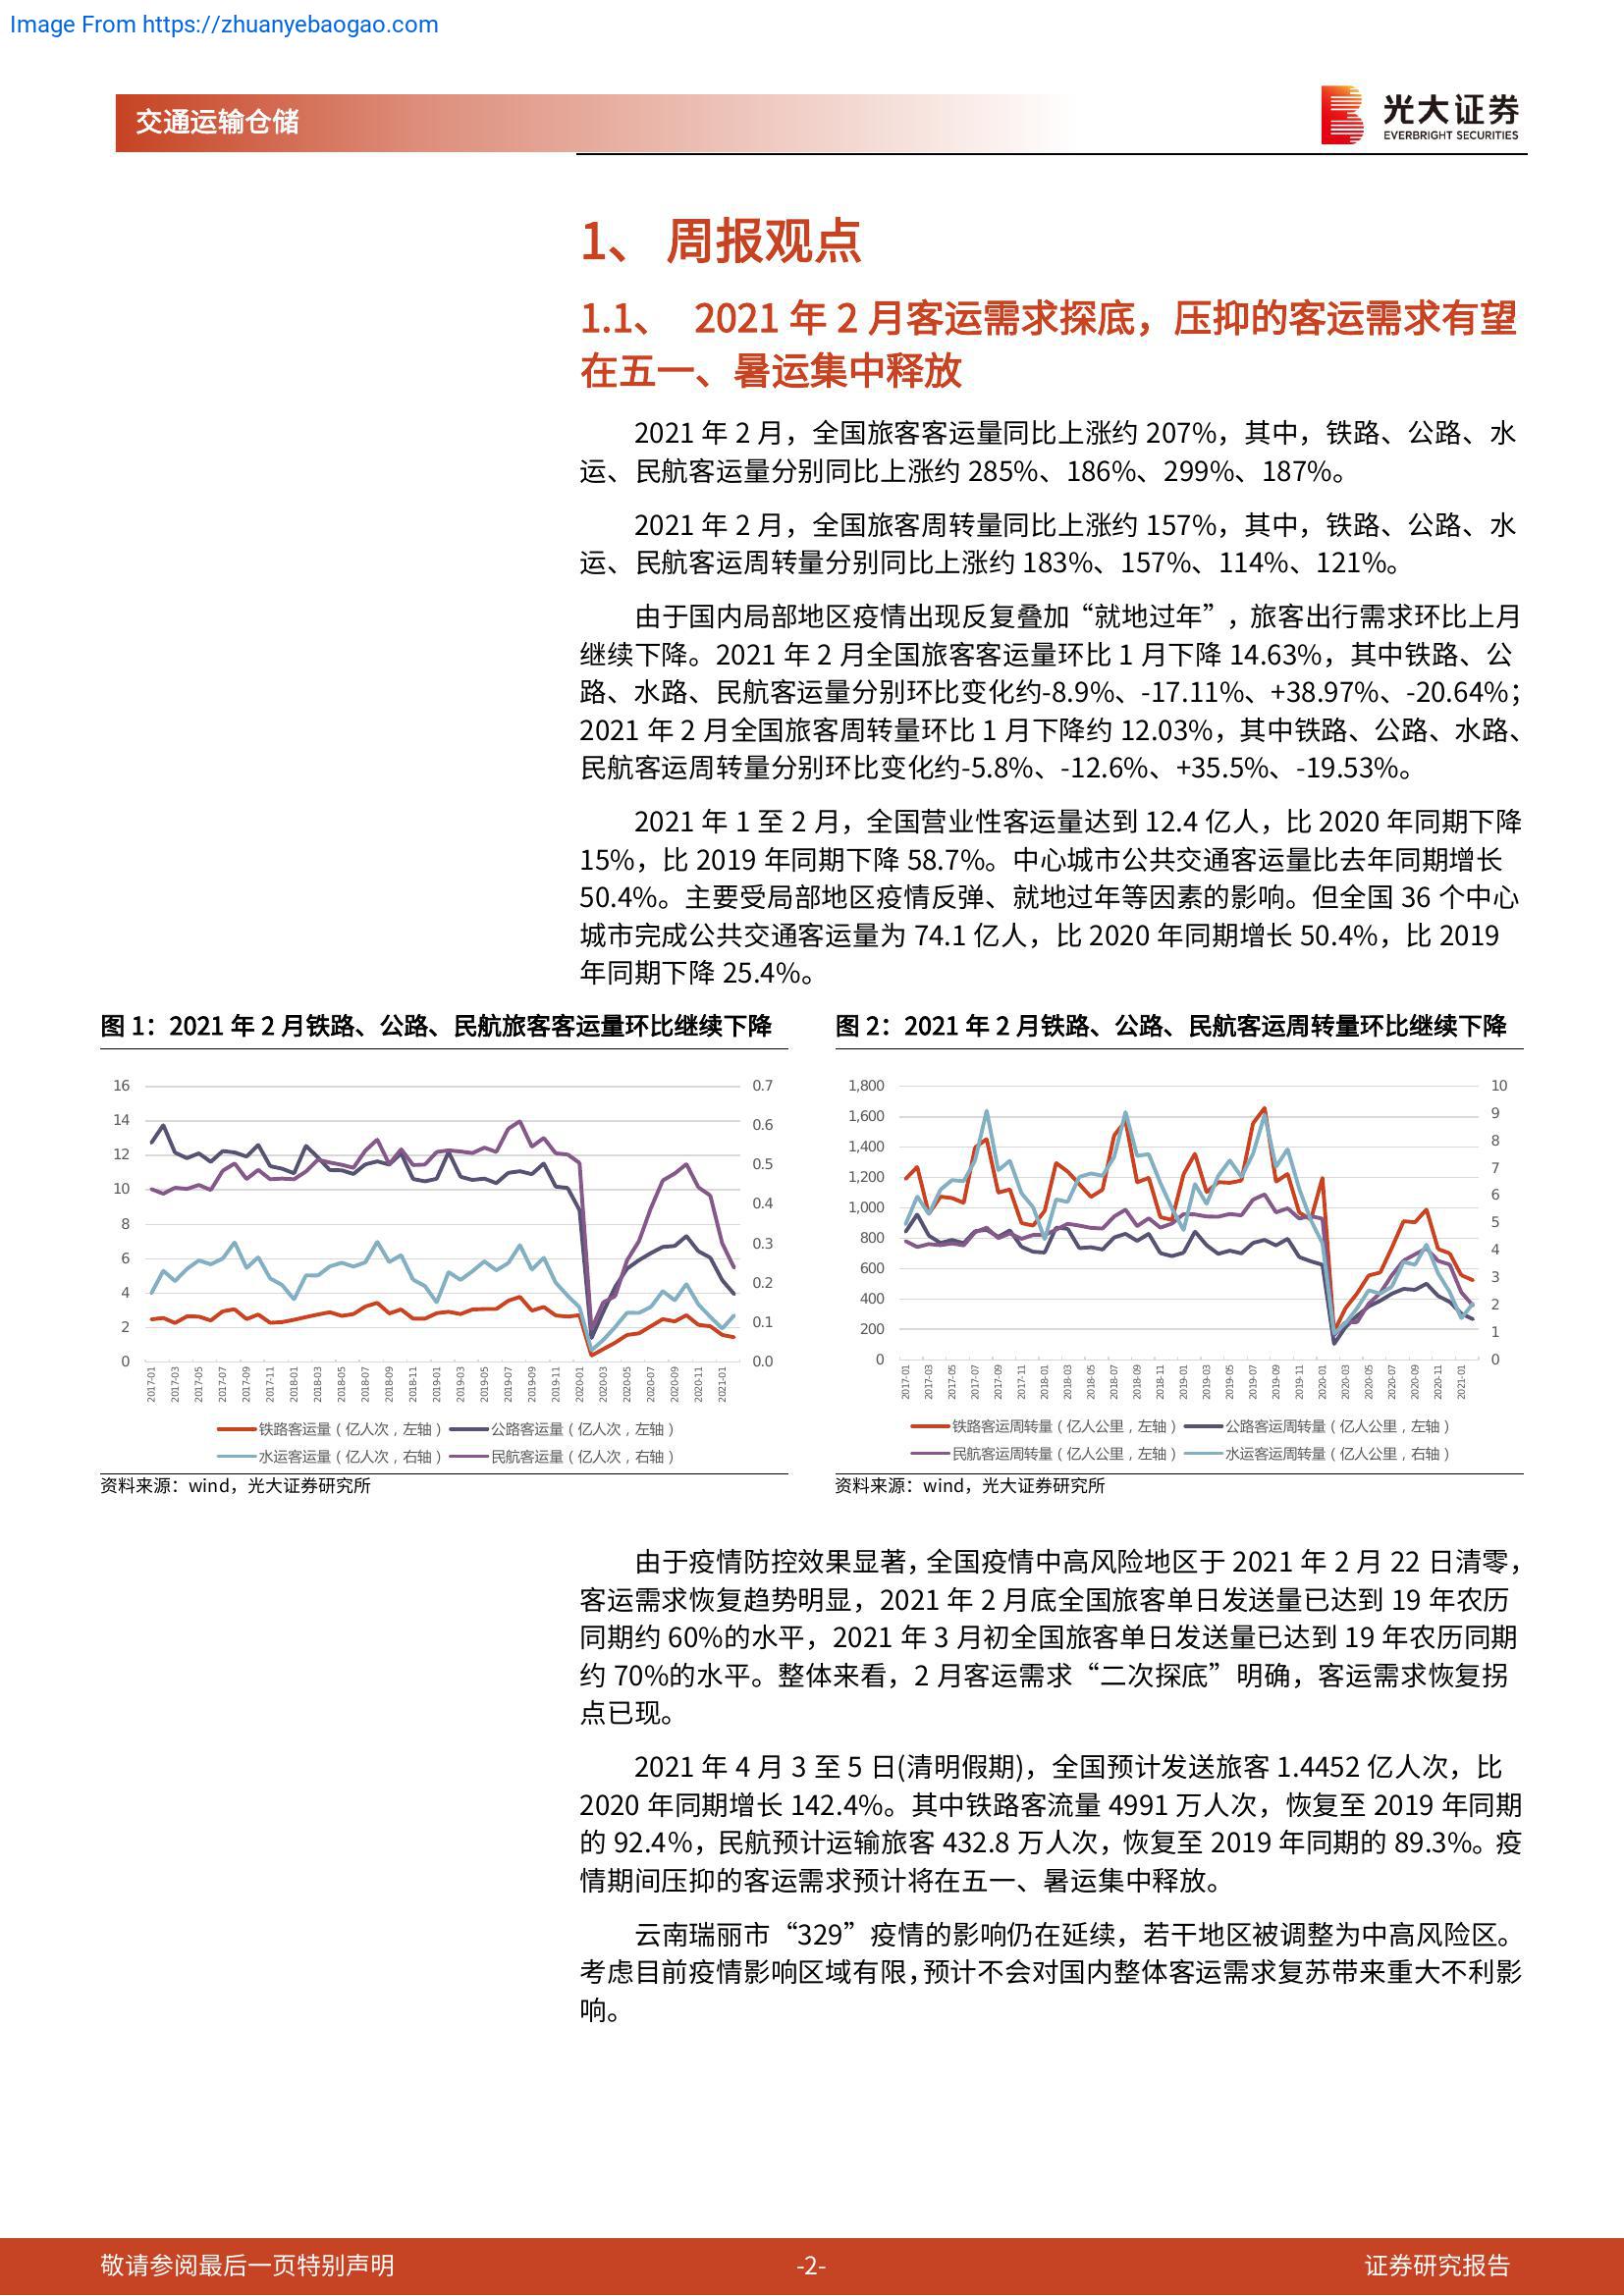 Image From https://zhuanyebaogao.com
交通运输仓储
光大证券
EVERBRIGHT SECURITIES
1、 周报观点
1.1、 2021 年 2 月客运需求探底，压抑的客运需求有望
在五一、暑运集中释放
2021 年 2 月，全国旅客客运量同比上涨约 207%，其中，铁路、公路、水
运、民航客运量分别同比上涨约 285%、186%、299%、187%。
2021 年 2 月，全国旅客周转量同比上涨约 157%，其中，铁路、公路、水
运、民航客运周转量分别同比上涨约 183%、157%、114%、121%。
由于国内局部地区疫情出现反复叠加“就地过年”，旅客出行需求环比上月
继续下降。2021 年 2 月全国旅客客运量环比 1 月下降 14.63%，其中铁路、公
路、水路、民航客运量分别环比变化约-8.9%、-17.11%、+38.97%、-20.64%；
2021 年 2 月全国旅客周转量环比 1 月下降约 12.03%，其中铁路、公路、水路、
民航客运周转量分别环比变化约-5.8%、-12.6%、+35.5%、-19.53%。
2021 年 1 至 2 月，全国营业性客运量达到 12.4 亿人，比 2020 年同期下降
15%，比 2019 年同期下降 58.7%。中心城市公共交通客运量比去年同期增长
50.4%。主要受局部地区疫情反弹、就地过年等因素的影响。但全国 36 个中心
城市完成公共交通客运量为 74.1 亿人，比 2020 年同期增长 50.4%，比 2019
年同期下降 25.4%。
图 1：2021 年 2 月铁路、公路、民航旅客客运量环比继续下降
16
14
12
10
8
6
4
2
0
0.7
0.6
0.5
0.4
0.3
0.2
0.1
0.0
2017-01
2017-03
2017-05
2017-07
2017-09
2017-11
2018-01
2018-03
2018-05
2018-07
2018-09
2018-11
2019-01
2019-03
2019-05
2019-07
2019-09
2019-11
2020-01
2020-03
2020-05
2020-07
2020-09
2020-11
2021-01
铁路客运量（亿人次，左轴） 公路客运量（亿人次，左轴）
水运客运量（亿人次，右轴） 民航客运量（亿人次，右轴）
资料来源：wind，光大证券研究所
图 2：2021 年 2 月铁路、公路、民航客运周转量环比继续下降
1,800
1,600
1,400
1,200
1,000
800
600
400
200
0
10
9
8
7
6
5
4
3
2
1
0
2017-01
2017-03
2017-05
2017-07
2017-09
2017-11
2018-01
2018-03
2018-05
2018-07
2018-09
2018-11
2019-01
2019-03
2019-05
2019-07
2019-09
2019-11
2020-01
2020-03
2020-05
2020-07
2020-09
2020-11
2021-01
铁路客运周转量（亿人公里，左轴） 公路客运周转量（亿人公里，左轴）
民航客运周转量（亿人公里，左轴） 水运客运周转量（亿人公里，右轴）
资料来源：wind，光大证券研究所
由于疫情防控效果显著，全国疫情中高风险地区于 2021 年 2 月 22 日清零，
客运需求恢复趋势明显，2021 年 2 月底全国旅客单日发送量已达到 19 年农历
同期约 60%的水平，2021 年 3 月初全国旅客单日发送量已达到 19 年农历同期
约 70%的水平。整体来看，2 月客运需求“二次探底”明确，客运需求恢复拐
点已现。
2021 年 4 月 3 至 5 日(清明假期)，全国预计发送旅客 1.4452 亿人次，比
2020 年同期增长 142.4%。其中铁路客流量 4991 万人次，恢复至 2019 年同期
的 92.4％，民航预计运输旅客 432.8 万人次，恢复至 2019 年同期的 89.3%。疫
情期间压抑的客运需求预计将在五一、暑运集中释放。
云南瑞丽市“329”疫情的影响仍在延续，若干地区被调整为中高风险区。
考虑目前疫情影响区域有限，预计不会对国内整体客运需求复苏带来重大不利影
响。
敬请参阅最后一页特别声明
-2-
证券研究报告